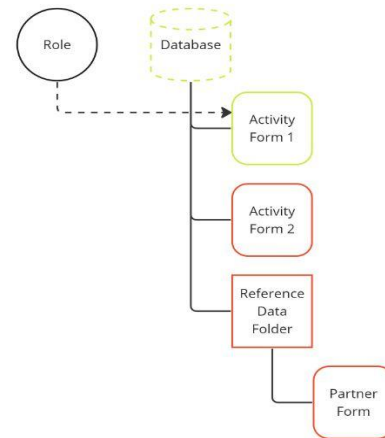 Role
Database
Activity
Form 1
Activity
Form 2
Reference
Data
Folder
Partner
Form